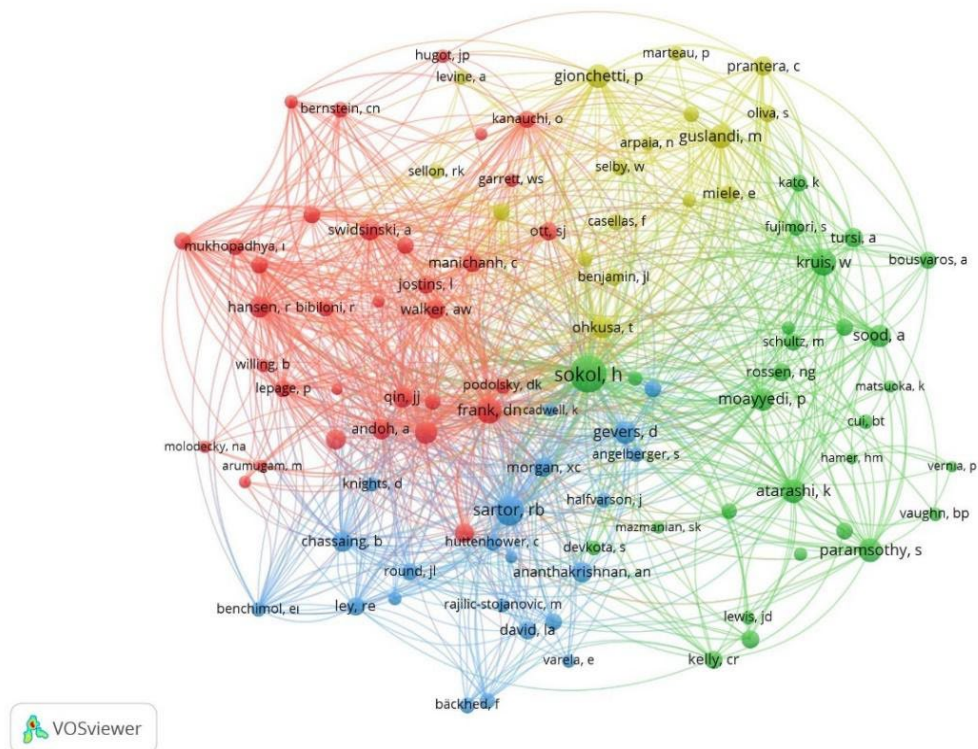 hugot, jp
marteau, p
levine, a
gionchetti, p
prantera, c
bernstein, cn
kanauchi, o
oliva, s
guslandi, m
arpaia, n
sellon, rk
selby, w
garrett, ws
kato, k
miele, e
casellas, f
swidsinski, a
ott, sj
fujimori, s
tursi, a
mukhopadhya, i
manichanh, c
kruis, w
bousvaros, a
benjamin, jl
jostins, l
hansen, r
bibiloni, r
walker, aw
ohkusa, t
sood, a
schultz, m
willing, b
sokol, h
rossen, ng
lepage, p
podolsky, dk
matsuoka, k
qin, jj
moayyedi, p
frank, dn
cadwell, k
cui, bt
andoh, a
gevers, d
molodecky, na
angelberger, s
hamer, hm
arumugam, m
morgan, xc
vernia, p
knights, d
atarashi, k
halfvarson, j
sartor, rb
vaughn, bp
mazmanian, sk
chassaing, b
huttenhower, c
devkota, s
paramsothy, s
round, jl
ananthakrishnan, an
benchimol, ei
ley, re
rajilic-stojanovic, m
lewis, jd
david, la
varela, e
kelly, cr
bäckhed, f
VOSviewer